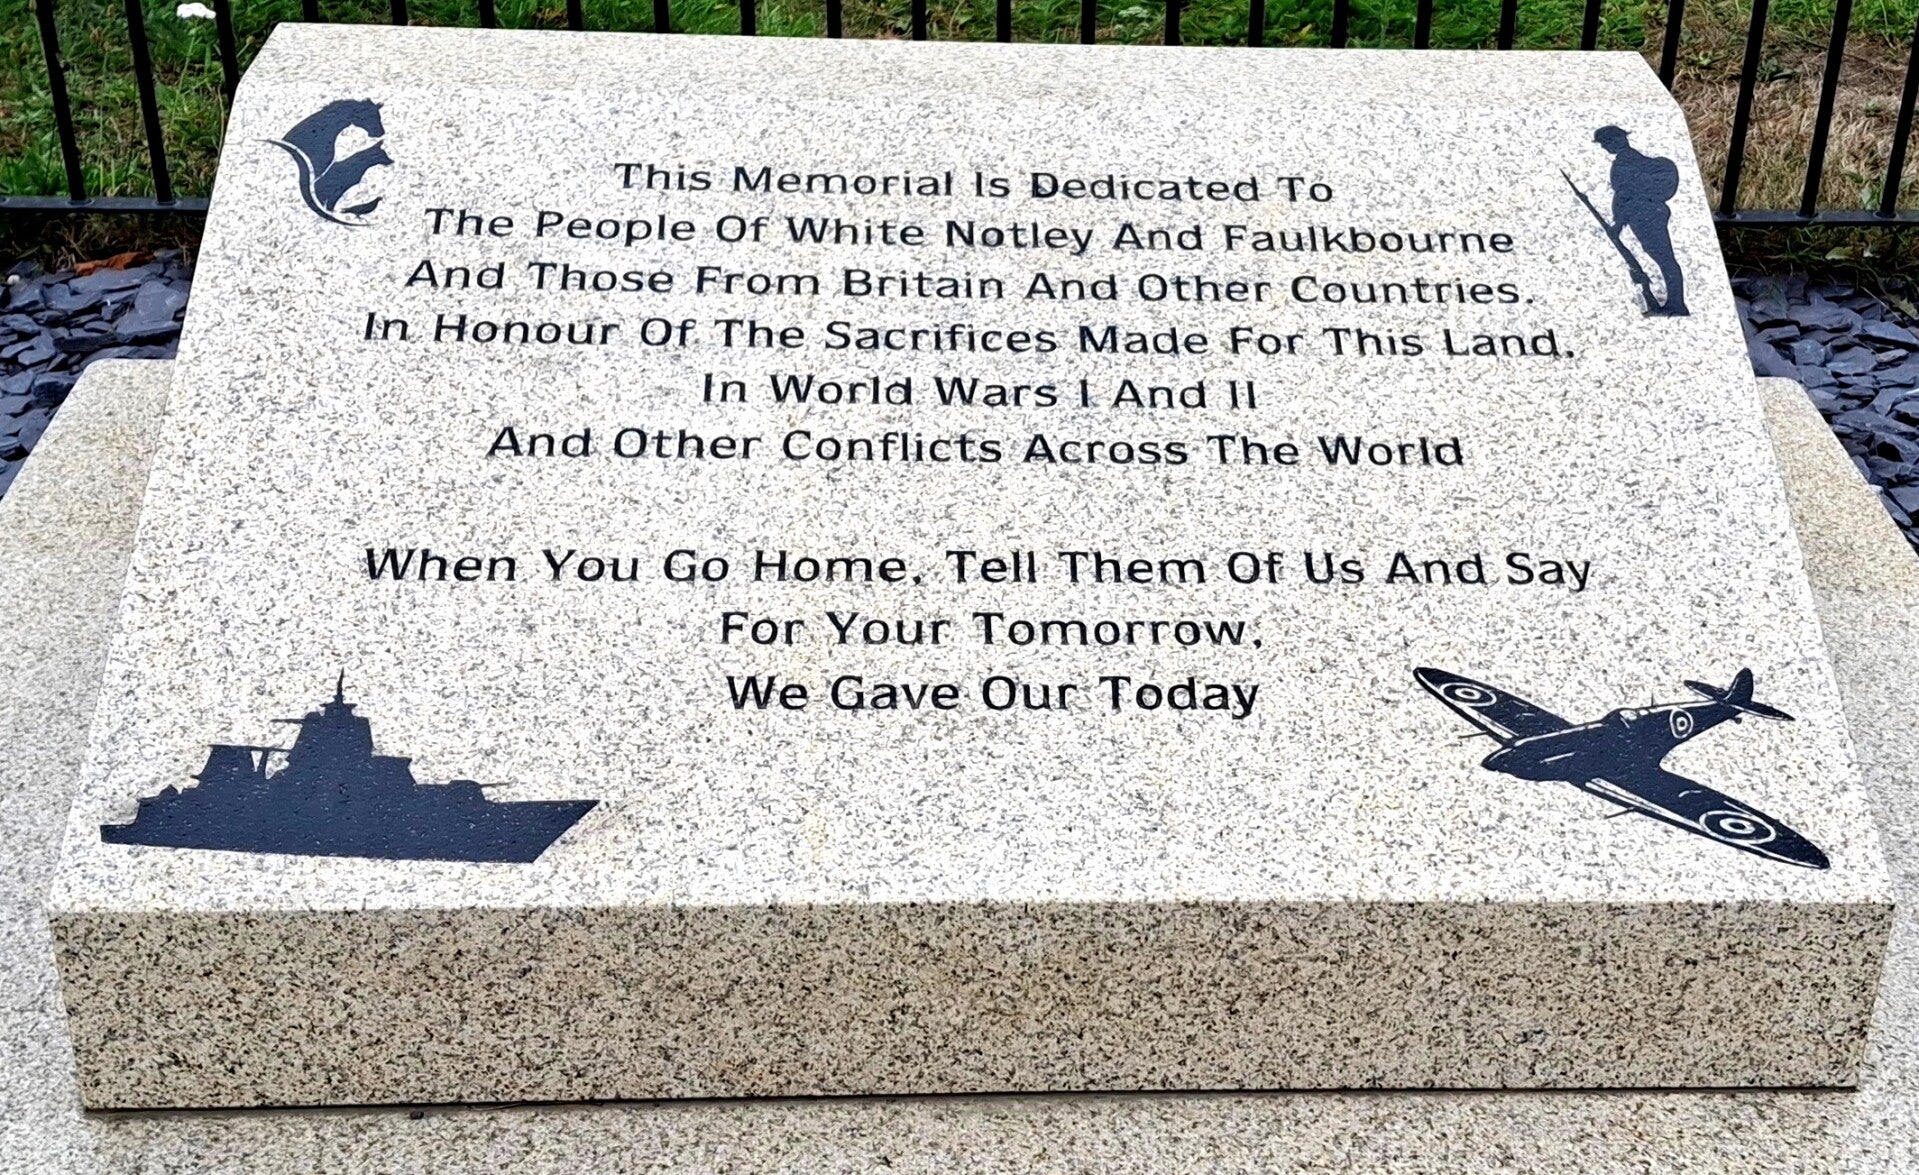 This Memorial Is Dedicated To
The People Of White Notley And Faulkbourne
And Those From Britain And Other Countries.
In Honour Of The Sacrifices Made For This Land,
In World Wars I And II
And Other Conflicts Across The World
When You Go Home, Tell Them Of Us And Say
For Your Tomorrow,
We Gave Our Today